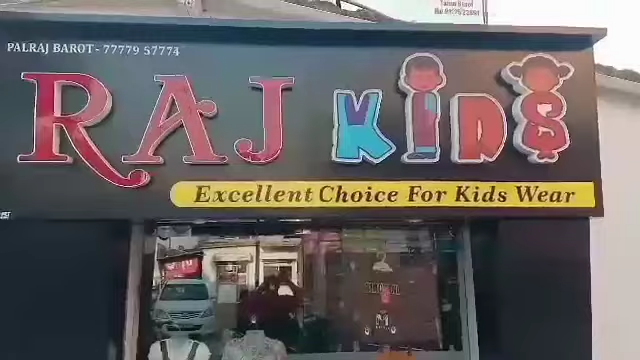 PALRAJ BAROT - 77779 57774
RAJ KIDS
Excellent Choice For Kids Wear